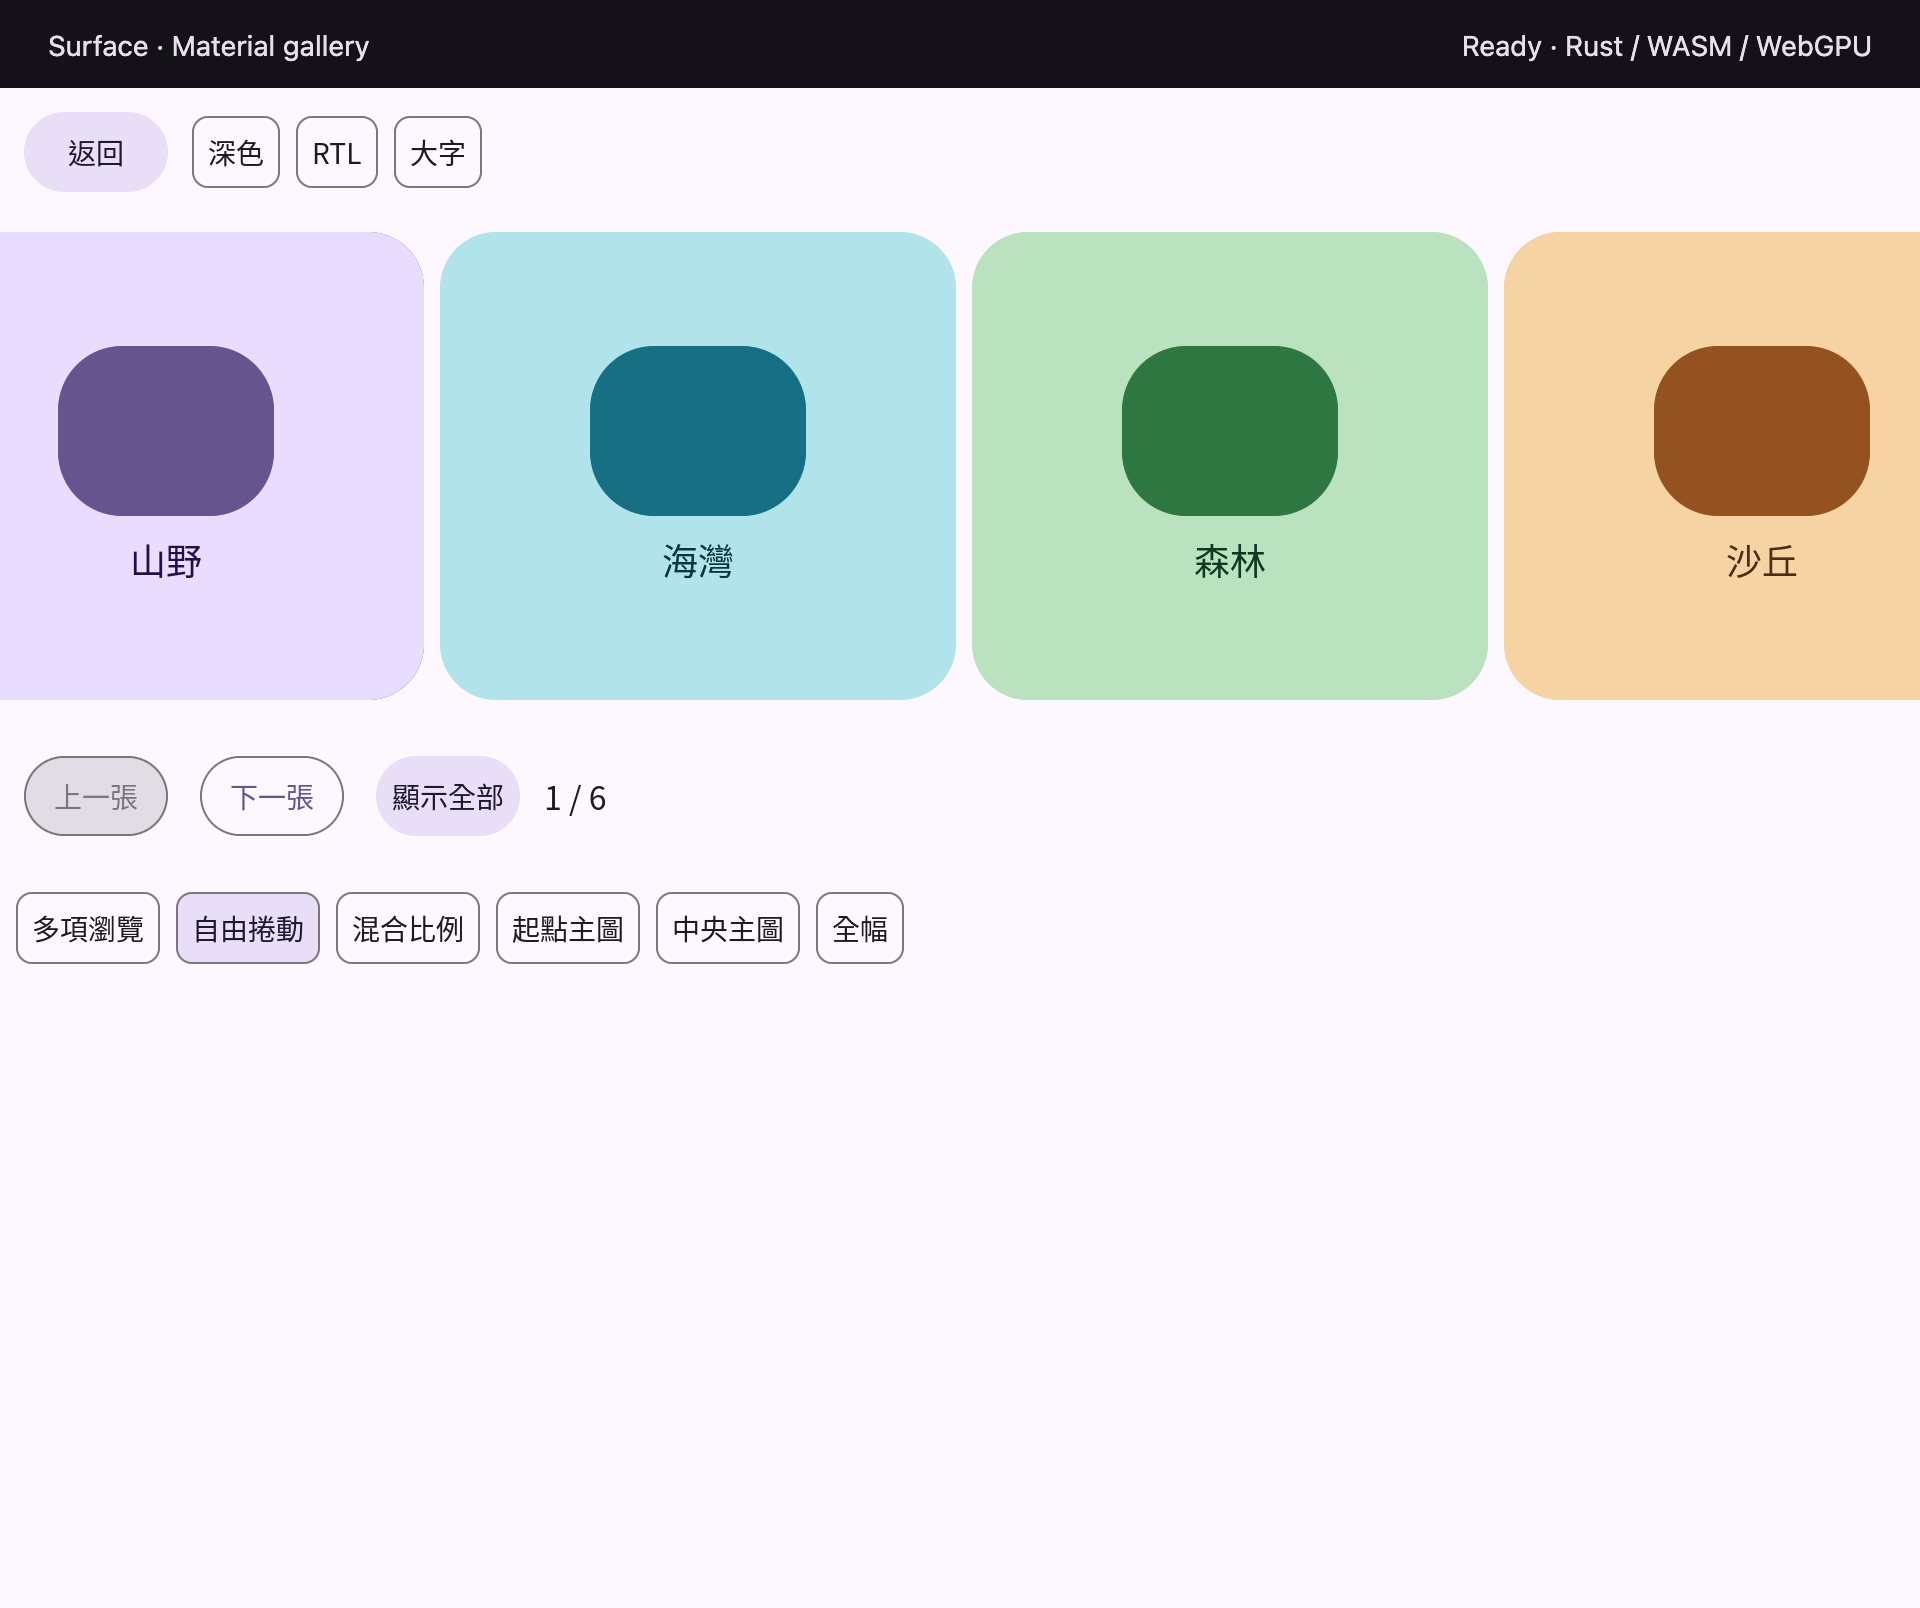 Surface · Material gallery
Ready · Rust / WASM / WebGPU
返回
深色
RTL
大字
山野
海灣
森林
沙丘
上一張
下一張
顯示全部
1 / 6
多項瀏覽
自由捲動
混合比例
起點主圖
中央主圖
全幅